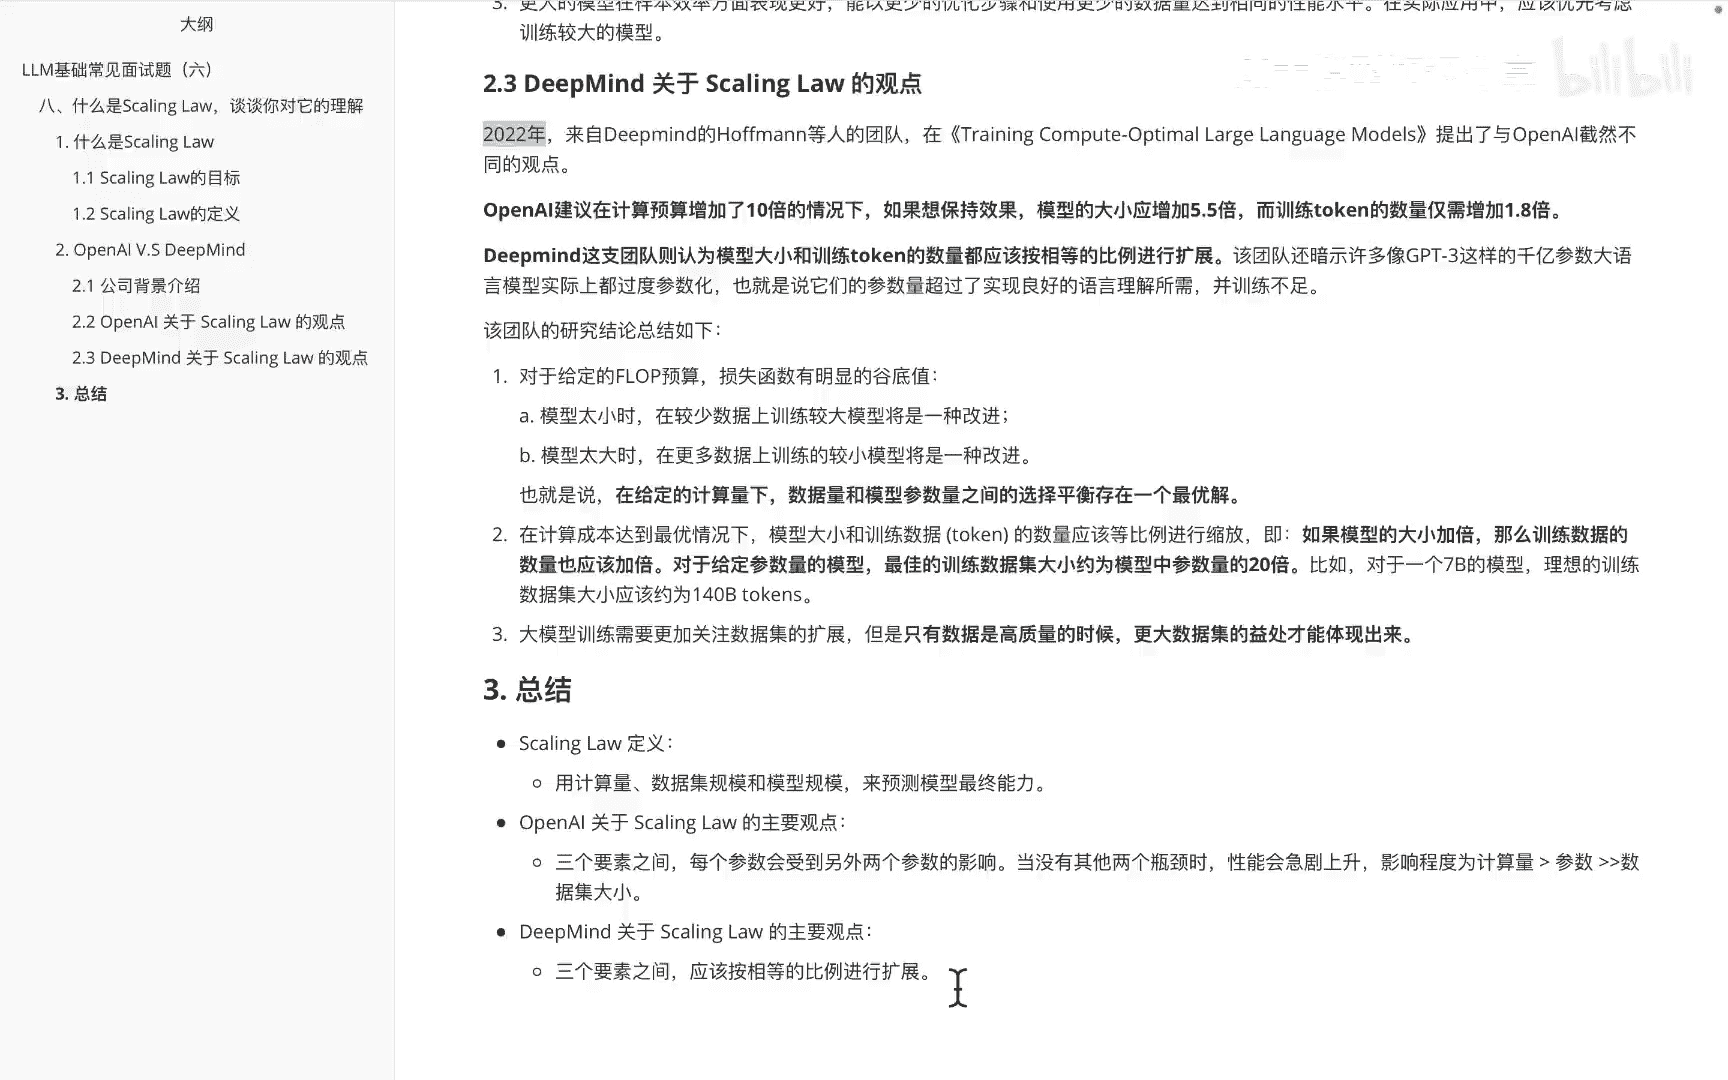 大纲
LLM基础常见面试题（六）
八、什么是Scaling Law，谈谈你对它的理解
1. 什么是Scaling Law
1.1 Scaling Law的目标
1.2 Scaling Law的定义
2. OpenAI V.S DeepMind
2.1 公司背景介绍
2.2 OpenAI 关于 Scaling Law 的观点
2.3 DeepMind 关于 Scaling Law 的观点
3. 总结
3. 更大的模型在样本效率方面表现更好，能以更少的优化步骤和使用更少的数据量达到相同的性能水平。在实际应用中，应该优先考虑
训练较大的模型。
bilibili
2.3 DeepMind 关于 Scaling Law 的观点
2022年，来自Deepmind的Hoffmann等人的团队，在《Training Compute-Optimal Large Language Models》提出了与OpenAI截然不
同的观点。
OpenAI建议在计算预算增加了10倍的情况下，如果想保持效果，模型的大小应增加5.5倍，而训练token的数量仅需增加1.8倍。
Deepmind这支团队则认为模型大小和训练token的数量都应该按相等的比例进行扩展。该团队还暗示许多像GPT-3这样的千亿参数大语
言模型实际上都过度参数化，也就是说它们的参数量超过了实现良好的语言理解所需，并训练不足。
该团队的研究结论总结如下：
1. 对于给定的FLOP预算，损失函数有明显的谷底值：
a. 模型太小时，在较少数据上训练较大模型将是一种改进；
b. 模型太大时，在更多数据上训练的较小模型将是一种改进。
也就是说，在给定的计算量下，数据量和模型参数量之间的选择平衡存在一个最优解。
2. 在计算成本达到最优情况下，模型大小和训练数据 (token) 的数量应该等比例进行缩放，即：如果模型的大小加倍，那么训练数据的
数量也应该加倍。对于给定参数量的模型，最佳的训练数据集大小约为模型中参数量的20倍。比如，对于一个7B的模型，理想的训练
数据集大小应该约为140B tokens。
3. 大模型训练需要更加关注数据集的扩展，但是只有数据是高质量的时候，更大数据集的益处才能体现出来。
3. 总结
• Scaling Law 定义：
○ 用计算量、数据集规模和模型规模，来预测模型最终能力。
• OpenAI 关于 Scaling Law 的主要观点：
○ 三个要素之间，每个参数会受到另外两个参数的影响。当没有其他两个瓶颈时，性能会急剧上升，影响程度为计算量 > 参数 >>数
据集大小。
• DeepMind 关于 Scaling Law 的主要观点：
○ 三个要素之间，应该按相等的比例进行扩展。